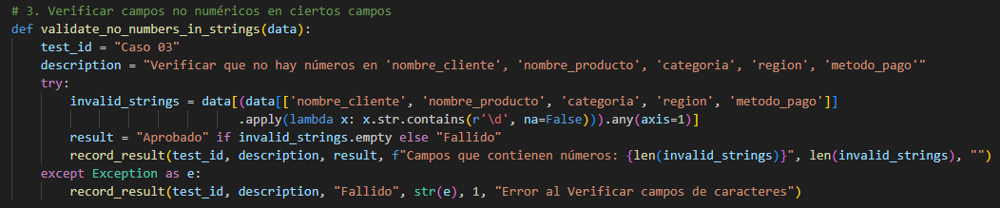 # 3. Verificar campos no numéricos en ciertos campos
def validate_no_numbers_in_strings(data):
    test_id = "Caso 03"
    description = "Verificar que no hay números en 'nombre_cliente', 'nombre_producto', 'categoria', 'region', 'metodo_pago'"
    try:
        invalid_strings = data[(data[['nombre_cliente', 'nombre_producto', 'categoria', 'region', 'metodo_pago']]
                               .apply(lambda x: x.str.contains(r'\d', na=False))).any(axis=1)]
        result = "Aprobado" if invalid_strings.empty else "Fallido"
        record_result(test_id, description, result, f"Campos que contienen números: {len(invalid_strings)}", len(invalid_strings), "")
    except Exception as e:
        record_result(test_id, description, "Fallido", str(e), 1, "Error al Verificar campos de caracteres")